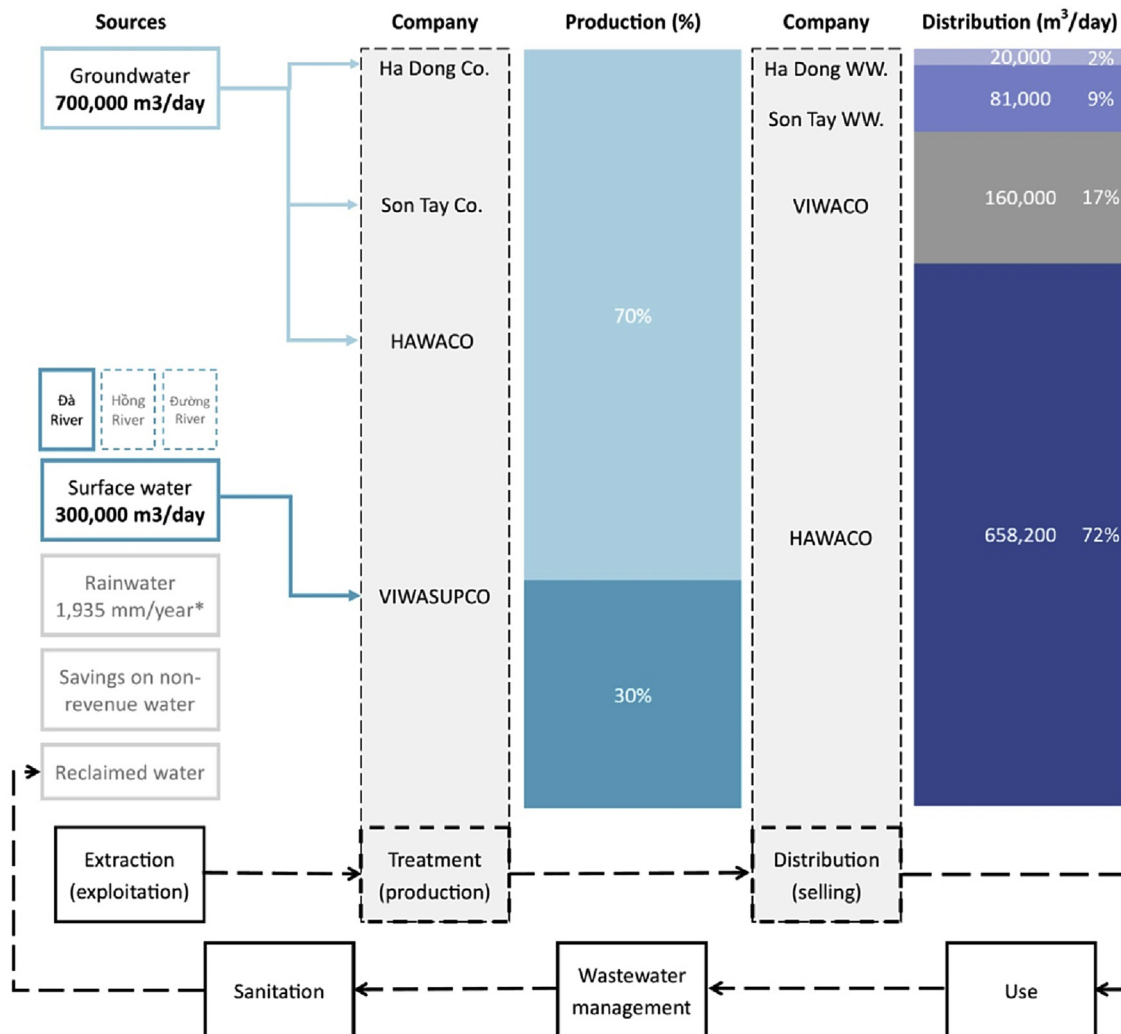 Sources
Company
Production (%)
Company
Distribution (m³/day)
Groundwater
700,000 m3/day
Ha Dong Co.
Son Tay Co.
HAWACO
VIWASUPCO
70%
30%
Ha Dong WW.
Son Tay WW.
VIWACO
HAWACO
20,000 2%
81,000 9%
160,000 17%
658,200 72%
Đà
River
Hồng
River
Đường
River
Surface water
300,000 m3/day
Rainwater
1,935 mm/year*
Savings on non-
revenue water
Reclaimed water
Extraction
(exploitation)
Treatment
(production)
Distribution
(selling)
Sanitation
Wastewater
management
Use